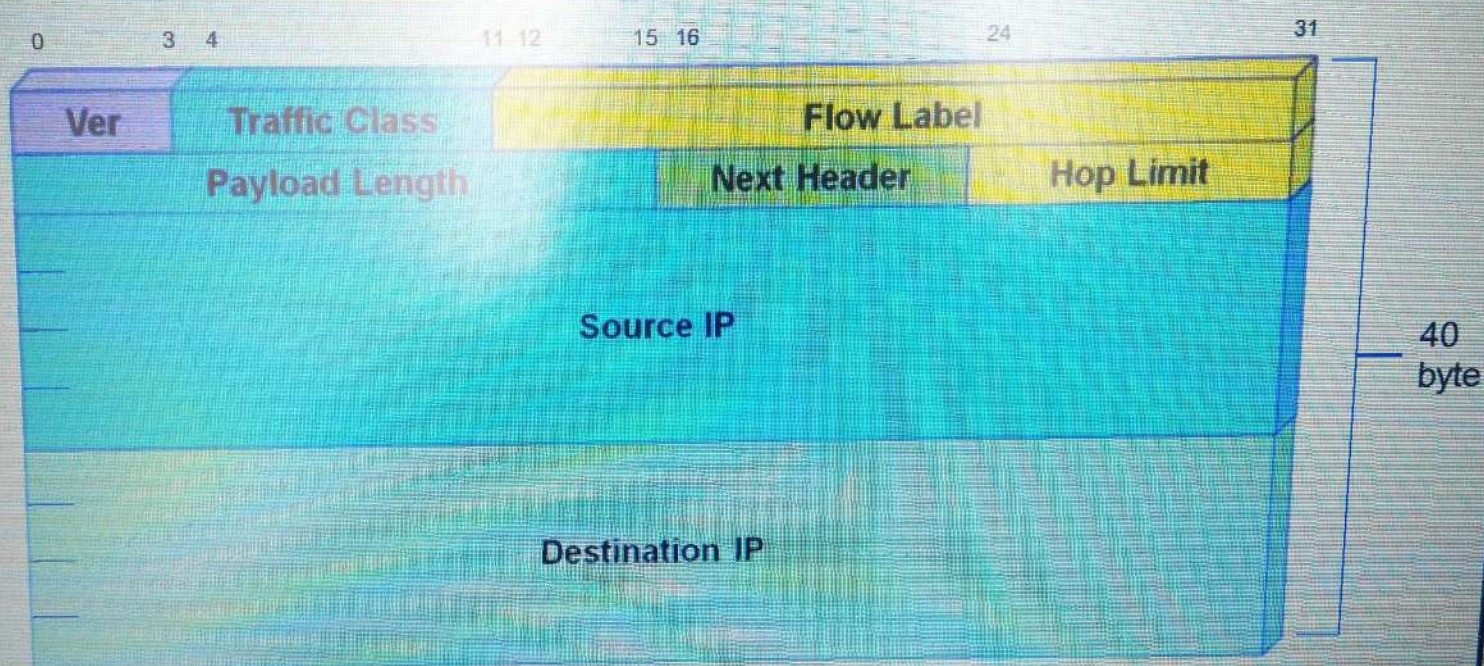 0 3 4 11 12 15 16 24 31
Ver Traffic Class Flow Label
Payload Length Next Header Hop Limit
Source IP
40
byte
Destination IP